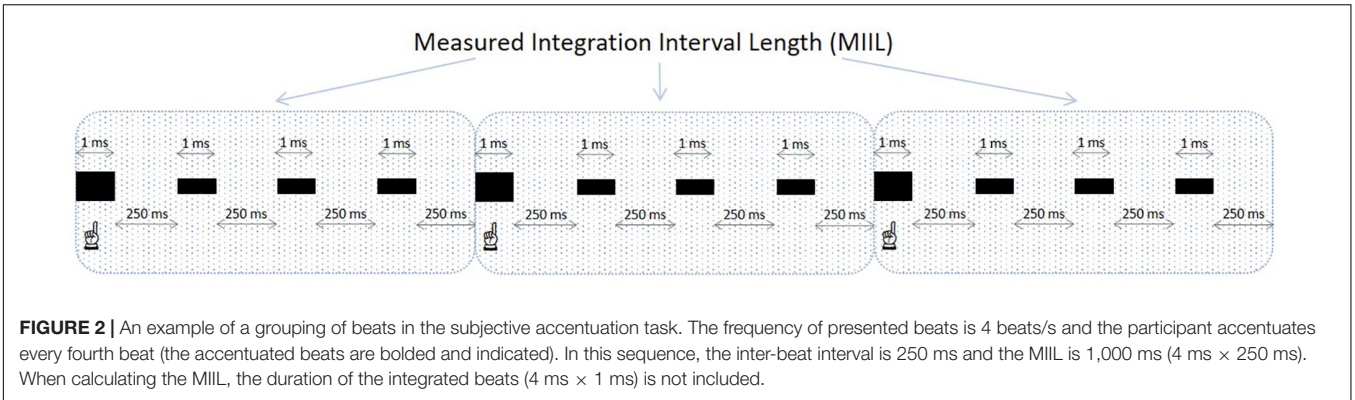 Measured Integration Interval Length (MIIL)
1 ms 1 ms 1 ms 1 ms 1 ms 1 ms 1 ms 1 ms 1 ms 1 ms 1 ms 1 ms
250 ms 250 ms 250 ms 250 ms 250 ms 250 ms 250 ms 250 ms 250 ms 250 ms 250 ms 250 ms
FIGURE 2 | An example of a grouping of beats in the subjective accentuation task. The frequency of presented beats is 4 beats/s and the participant accentuates
every fourth beat (the accentuated beats are bolded and indicated). In this sequence, the inter-beat interval is 250 ms and the MIIL is 1,000 ms (4 ms × 250 ms).
When calculating the MIIL, the duration of the integrated beats (4 ms × 1 ms) is not included.